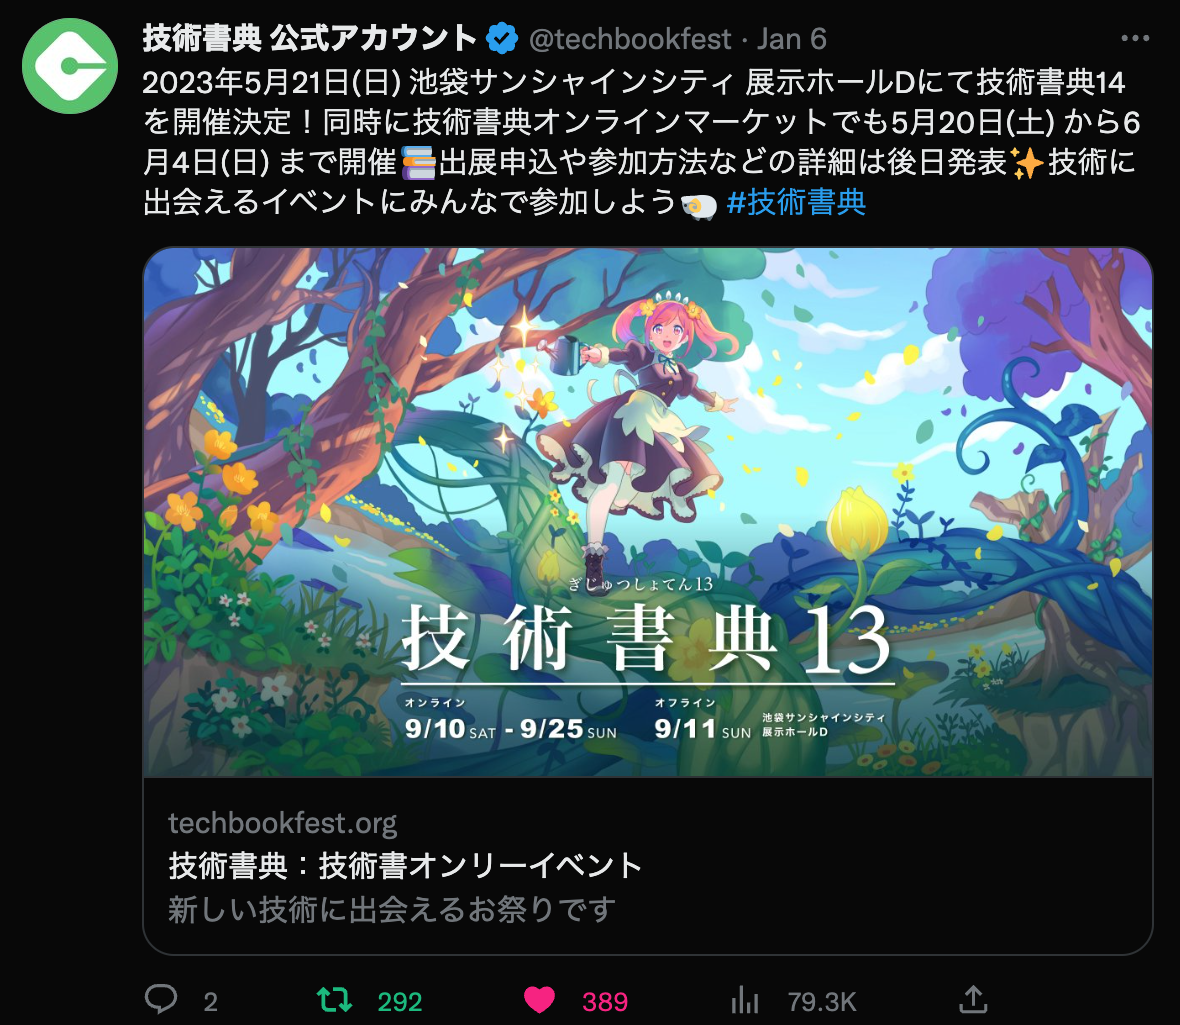 技術書典 公式アカウント @techbookfest · Jan 6
2023年5月21日(日) 池袋サンシャインシティ 展示ホールDにて技術書典14
を開催決定！同時に技術書典オンラインマーケットでも5月20日(土) から6
月4日(日) まで開催📚出展申込や参加方法などの詳細は後日発表✨技術に
出会えるイベントにみんなで参加しよう🐏 #技術書典
ぎじゅつしょてん13
技術書典13
オンライン
9/10 SAT - 9/25 SUN
オフライン
9/11 SUN
池袋サンシャインシティ
展示ホールD
techbookfest.org
技術書典：技術書オンリーイベント
新しい技術に出会えるお祭りです
2 292 389 79.3K